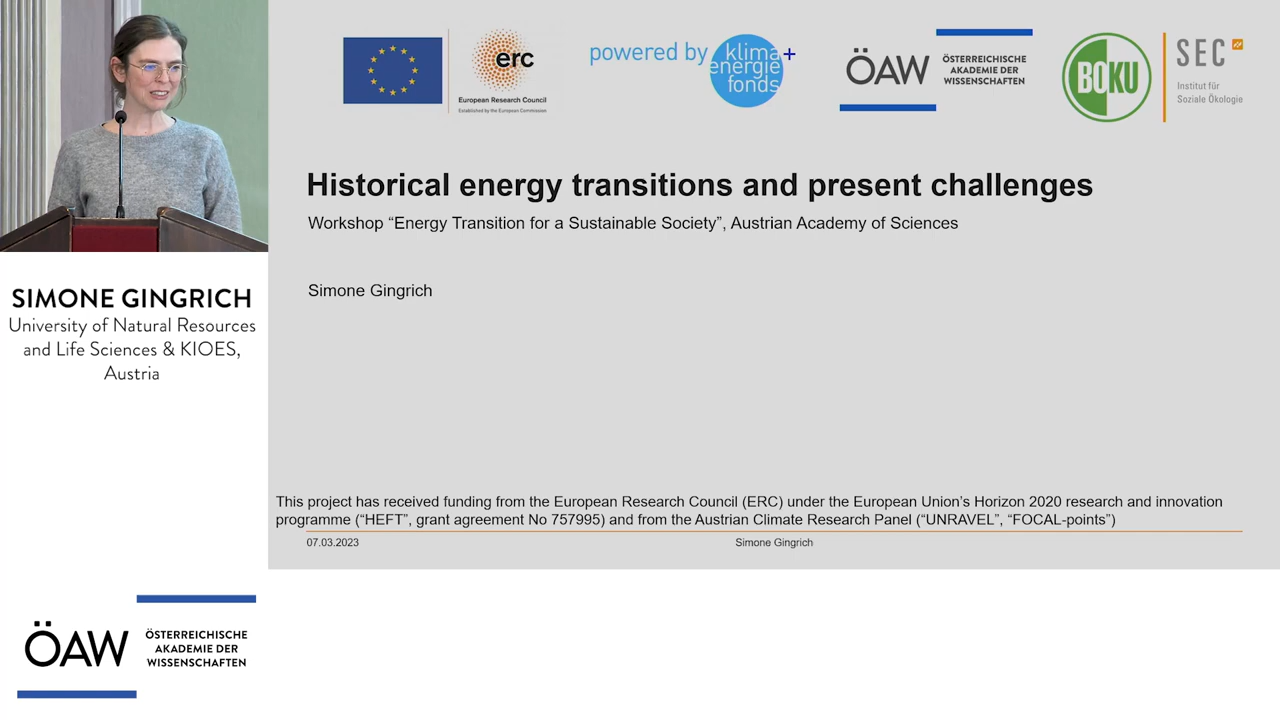 erc
European Research Council
Established by the European Commission
powered by klima+
energie
fonds
ÖAW
ÖSTERREICHISCHE
AKADEMIE DER
WISSENSCHAFTEN
BOKU
SEC
Institut für
Soziale Ökologie
Historical energy transitions and present challenges
Workshop “Energy Transition for a Sustainable Society”, Austrian Academy of Sciences
Simone Gingrich
This project has received funding from the European Research Council (ERC) under the European Union’s Horizon 2020 research and innovation
programme (“HEFT”, grant agreement No 757995) and from the Austrian Climate Research Panel (“UNRAVEL”, “FOCAL-points”)
07.03.2023
Simone Gingrich
SIMONE GINGRICH
University of Natural Resources
and Life Sciences & KIOES,
Austria
ÖAW
ÖSTERREICHISCHE
AKADEMIE DER
WISSENSCHAFTEN